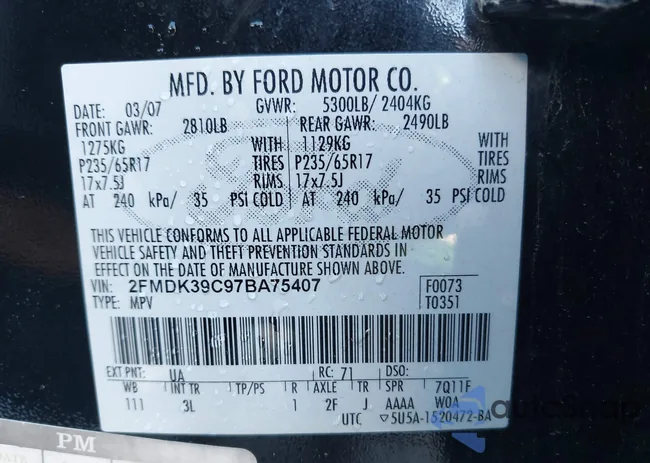 MFD. BY FORD MOTOR CO.
DATE: 03/07 GVWR: 5300LB/ 2404KG
FRONT GAWR: 2810LB REAR GAWR: 2490LB
1275KG WITH 1129KG WITH
P235/65R17 TIRES P235/65R17 TIRES
17x7.5J RIMS 17x7.5J RIMS
AT 240 kPa/ 35 PSI COLD AT 240 kPa/ 35 PSI COLD
Ford
THIS VEHICLE CONFORMS TO ALL APPLICABLE FEDERAL MOTOR
VEHICLE SAFETY AND THEFT PREVENTION STANDARDS IN
EFFECT ON THE DATE OF MANUFACTURE SHOWN ABOVE.
VIN: 2FMDK39C97BA75407 F0073
TYPE: MPV T0351
EXT PNT: UA RC: 71 DSO:
WB INT TR TP/PS R AXLE TR SPR 7Q11F
111 3L 1 2F J AAAA WOA
UTC ▽5U5A-1520472-BA
autoSnap
PM